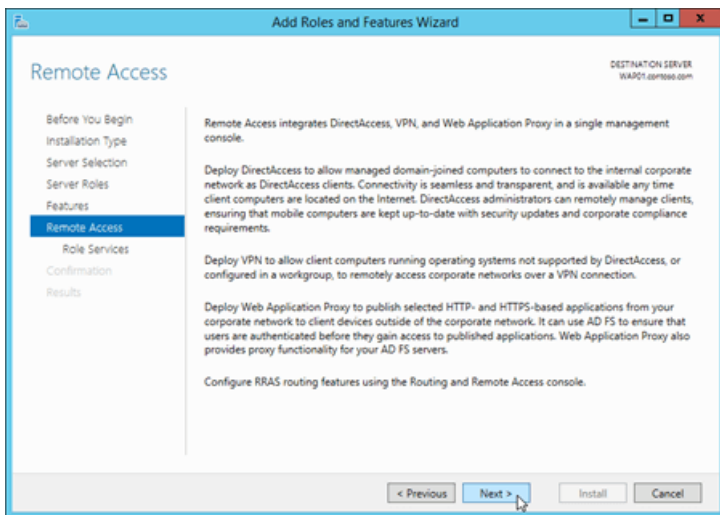 Add Roles and Features Wizard
Remote Access
DESTINATION SERVER
WAP01.contoso.com
Before You Begin
Installation Type
Server Selection
Server Roles
Features
Remote Access
Role Services
Confirmation
Results
Remote Access integrates DirectAccess, VPN, and Web Application Proxy in a single management
console.
Deploy DirectAccess to allow managed domain-joined computers to connect to the internal corporate
network as DirectAccess clients. Connectivity is seamless and transparent, and is available any time
client computers are located on the Internet. DirectAccess administrators can remotely manage clients,
ensuring that mobile computers are kept up-to-date with security updates and corporate compliance
requirements.
Deploy VPN to allow client computers running operating systems not supported by DirectAccess, or
configured in a workgroup, to remotely access corporate networks over a VPN connection.
Deploy Web Application Proxy to publish selected HTTP- and HTTPS-based applications from your
corporate network to client devices outside of the corporate network. It can use AD FS to ensure that
users are authenticated before they gain access to published applications. Web Application Proxy also
provides proxy functionality for your AD FS servers.
Configure RRAS routing features using the Routing and Remote Access console.
< Previous
Next >
Install
Cancel